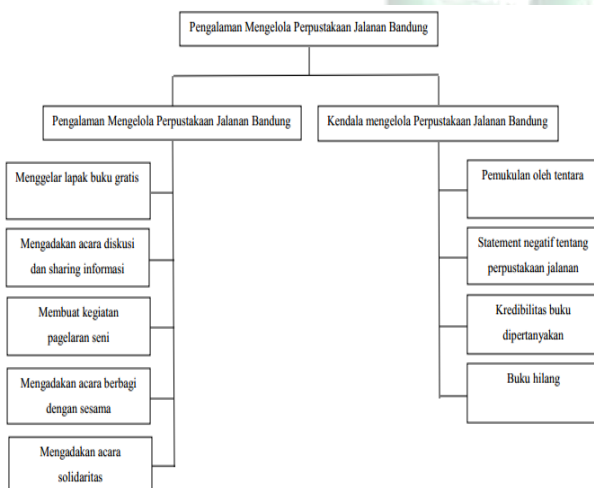 Pengalaman Mengelola Perpustakaan Jalanan Bandung
Pengalaman Mengelola Perpustakaan Jalanan Bandung
Menggelar lapak buku gratis
Mengadakan acara diskusi
dan sharing informasi
Membuat kegiatan
pagelaran seni
Mengadakan acara berbagi
dengan sesama
Mengadakan acara
solidaritas
Kendala mengelola Perpustakaan Jalanan Bandung
Pemukulan oleh tentara
Statement negatif tentang
perpustakaan jalanan
Kredibilitas buku
dipertanyakan
Buku hilang